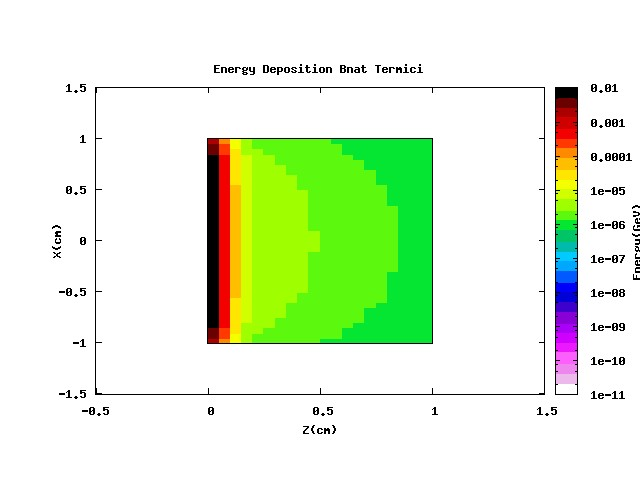 Energy Deposition Bnat Termici
1.5
1
0.5
0
-0.5
-1
-1.5
X(cm)
-0.5
0
0.5
1
1.5
Z(cm)
0.01
0.001
0.0001
1e-05
1e-06
1e-07
1e-08
1e-09
1e-10
1e-11
Energy(GeV)